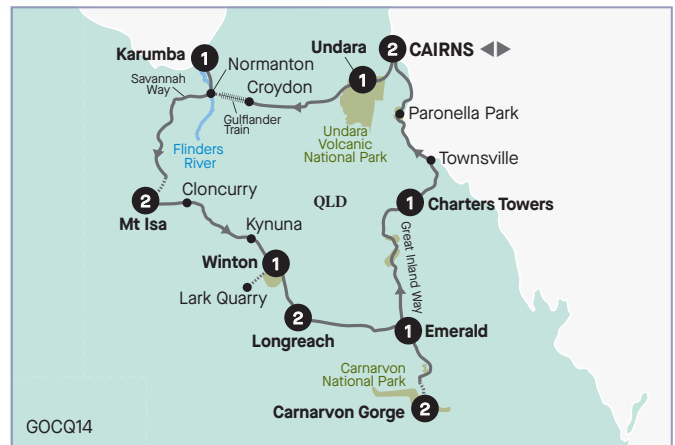 Karumba
1
Normanton
Undara
1
2
CAIRNS
Savannah
Way
Croydon
Gulflander
Train
Paronella Park
Undara
Volcanic
National Park
Flinders
River
Townsville
Cloncurry
2
Mt Isa
QLD
1
Charters Towers
Kynuna
Great Inland Way
Winton
1
Lark Quarry
2
Longreach
1
Emerald
Carnarvon
National Park
Carnarvon Gorge
2
GOCQ14